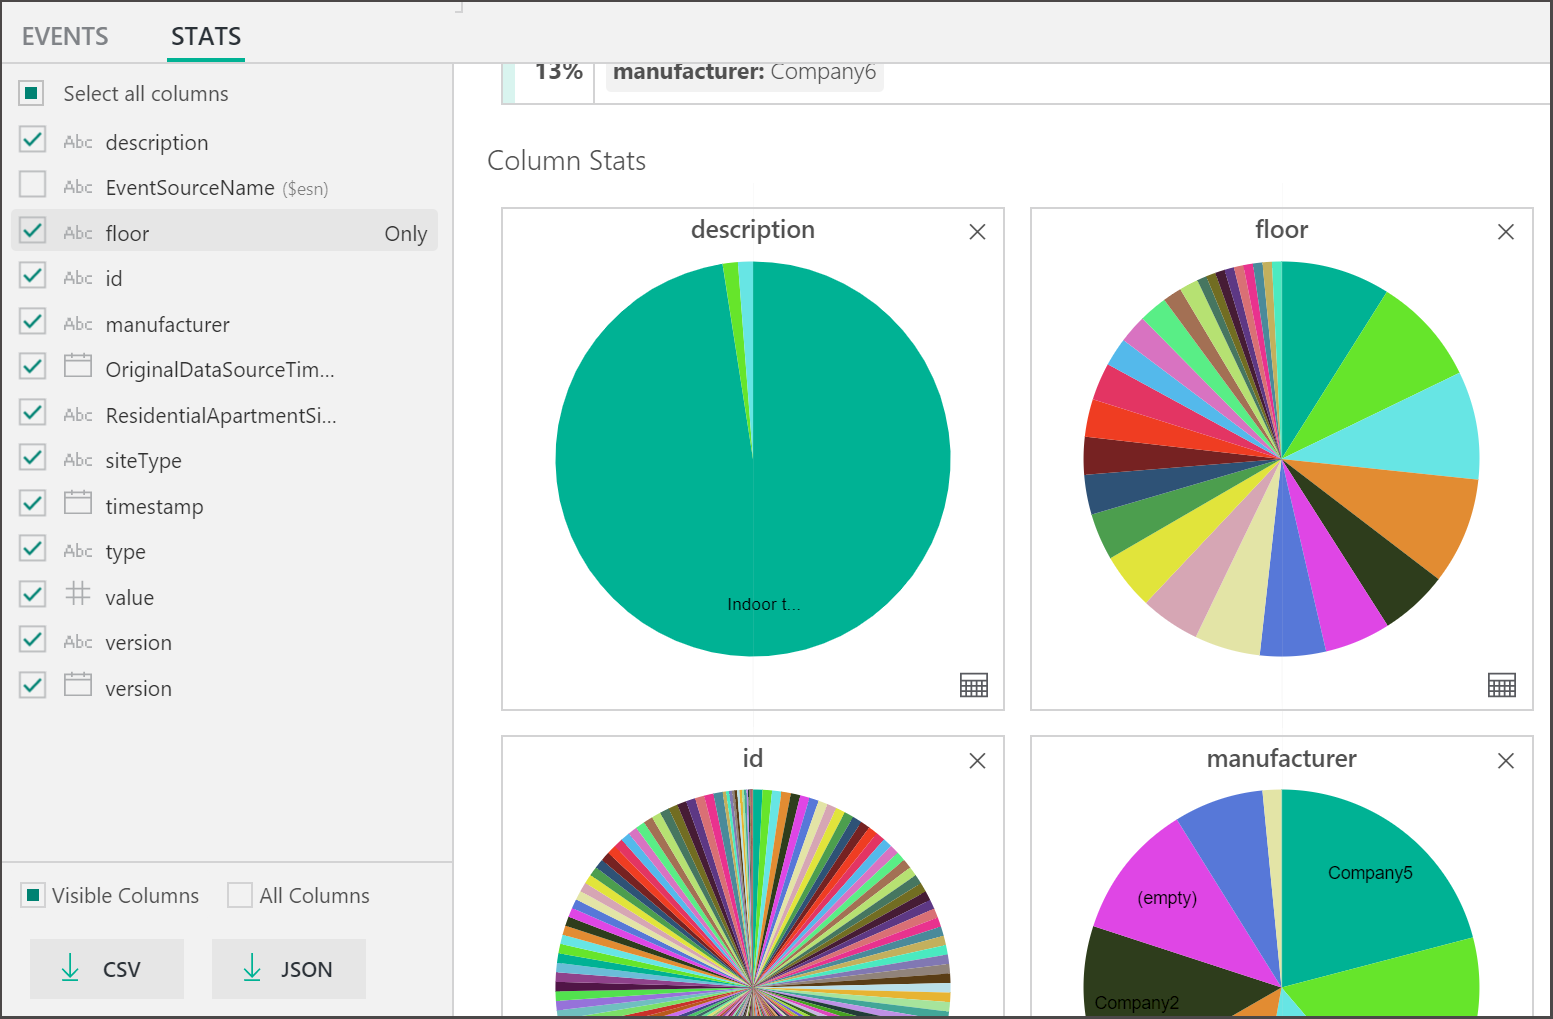 EVENTS STATS
Select all columns
Abc description
Abc EventSourceName ($esn)
Abc floor Only
Abc id
Abc manufacturer
OriginalDataSourceTim...
Abc ResidentialApartmentSi...
Abc siteType
timestamp
Abc type
value
Abc version
version
Visible Columns All Columns
CSV JSON
13% manufacturer: Company6
Column Stats
description
Indoor t...
floor
id
manufacturer
Company5
(empty)
Company2